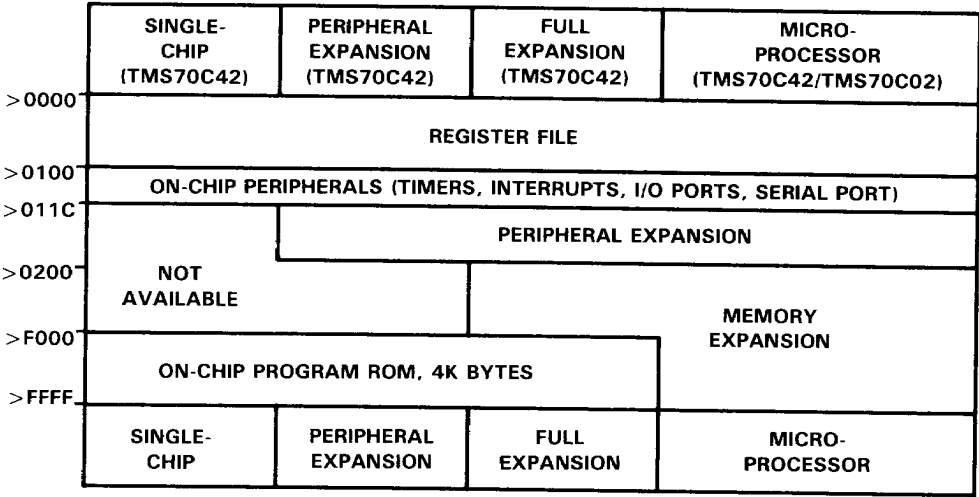 SINGLE-
CHIP
(TMS70C42)
PERIPHERAL
EXPANSION
(TMS70C42)
FULL
EXPANSION
(TMS70C42)
MICRO-
PROCESSOR
(TMS70C42/TMS70C02)
>0000
REGISTER FILE
>0100
ON-CHIP PERIPHERALS (TIMERS, INTERRUPTS, I/O PORTS, SERIAL PORT)
>011C
PERIPHERAL EXPANSION
>0200
NOT
AVAILABLE
MEMORY
EXPANSION
>F000
ON-CHIP PROGRAM ROM, 4K BYTES
>FFFF
SINGLE-
CHIP
PERIPHERAL
EXPANSION
FULL
EXPANSION
MICRO-
PROCESSOR